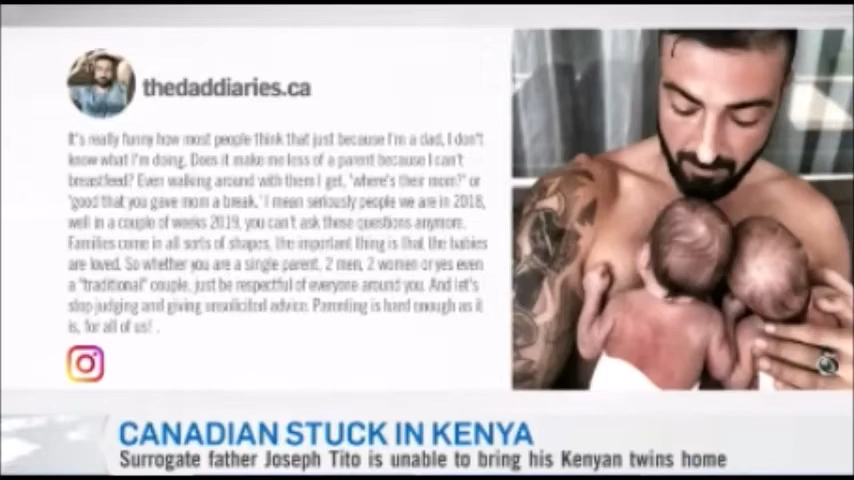 thedaddiaries.ca
It's really funny how most people think that just because I'm a dad, I don't
know what I'm doing. Does it make me less of a parent because I can't
breastfeed? Even walking around with them I get, 'where's their mom?' or
'good that you gave mom a break.' I mean seriously people we are in 2018,
well in a couple of weeks 2019, you can't ask those questions anymore.
Families come in all sorts of shapes, the important thing is that the babies
are loved. So whether you are a single parent, 2 men, 2 women or yes even
a "traditional" couple, just be respectful of everyone around you. And let's
stop judging and giving unsolicited advice. Parenting is hard enough as it
is, for all of us! .
CANADIAN STUCK IN KENYA
Surrogate father Joseph Tito is unable to bring his Kenyan twins home